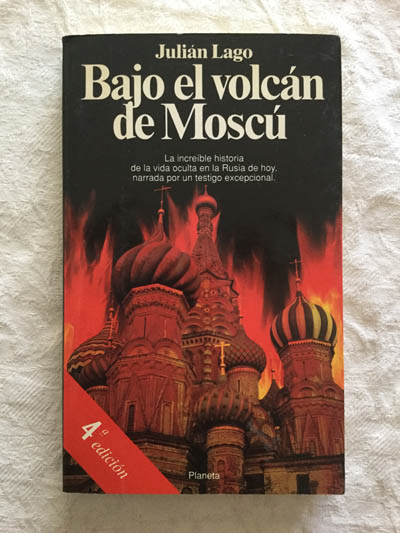 Julián Lago
Bajo el volcán
de Moscú
La increíble historia
de la vida oculta en la Rusia de hoy,
narrada por un testigo excepcional.
4ª
edición
Planeta